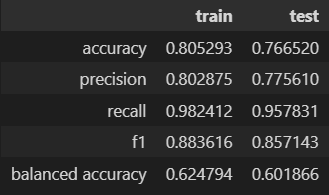 train test
accuracy 0.805293 0.766520
precision 0.802875 0.775610
recall 0.982412 0.957831
f1 0.883616 0.857143
balanced accuracy 0.624794 0.601866